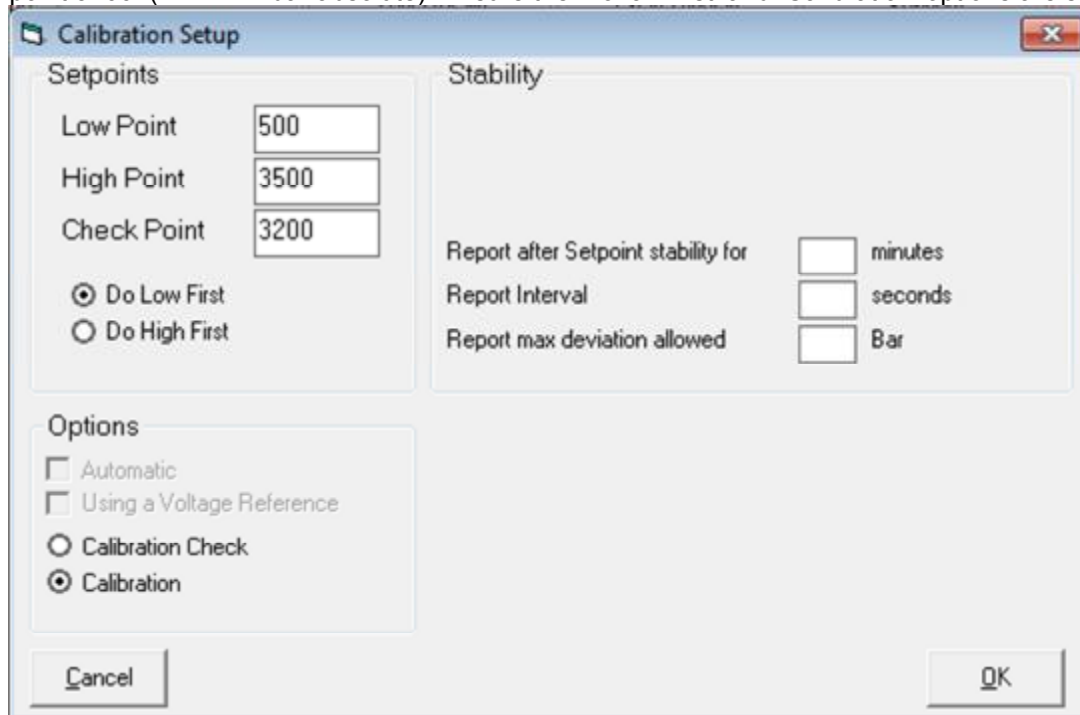 Calibration Setup
Setpoints
Low Point 500
High Point 3500
Check Point 3200
Do Low First
Do High First
Stability
Report after Setpoint stability for minutes
Report Interval seconds
Report max deviation allowed Bar
Options
Automatic
Using a Voltage Reference
Calibration Check
Calibration
Cancel
OK